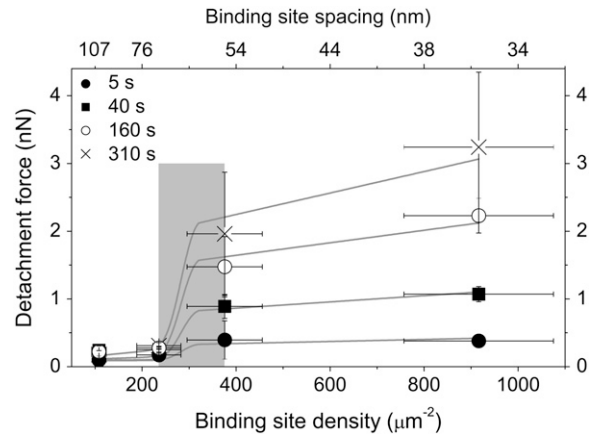 Binding site spacing (nm)
107 76 54 44 38 34
5 s
40 s
160 s
310 s
Detachment force (nN)
4
3
2
1
0
4
3
2
1
0
200 400 600 800 1000
Binding site density (μm⁻²)